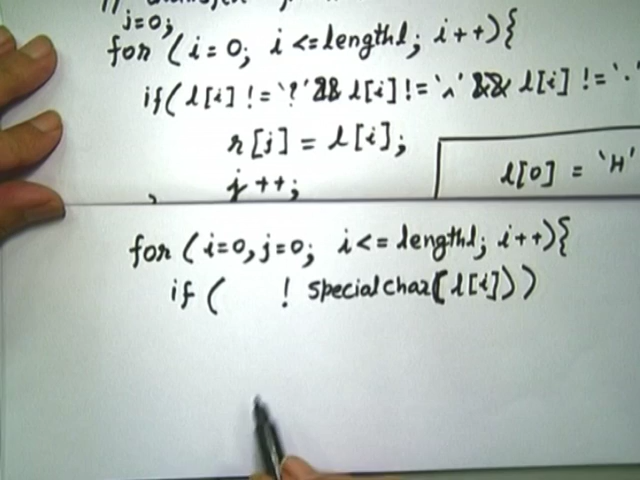 j=0;
for (i=0; i<=lengthl; i++){
if(l[i] != '?' && l[i] != '^' && l[i] != '.'
r[j] = l[i];
j++;
l[0] = 'H'
for (i=0, j=0; i<= lengthl; i++){
if ( ! specialchar(l[i]))